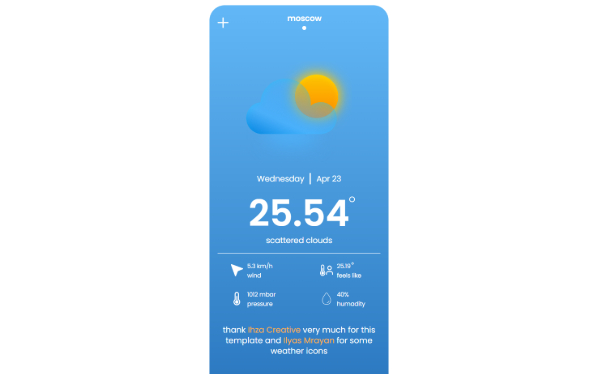 moscow
Wednesday | Apr 23
25.54°
scattered clouds
5.3 km/h
wind
25.19°
feels like
1012 mbar
pressure
40%
humadity
thank Ihza Creative very much for this
template and Ilyas Mrayan for some
weather icons